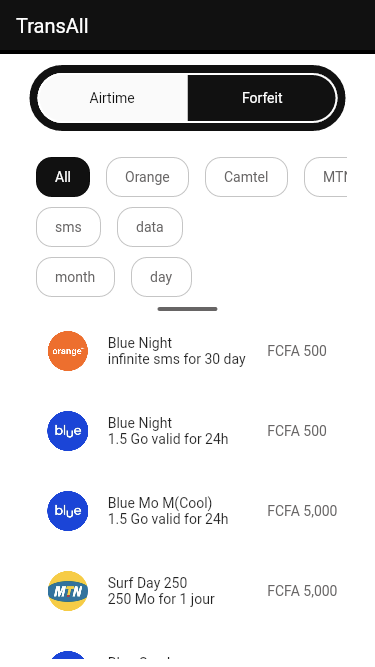 TransAll
Airtime
Forfeit
All
Orange
Camtel
MTN
sms
data
month
day
orange
Blue Night
infinite sms for 30 day
FCFA 500
blue
Blue Night
1.5 Go valid for 24h
FCFA 500
blue
Blue Mo M(Cool)
1.5 Go valid for 24h
FCFA 5,000
MTN
Surf Day 250
250 Mo for 1 jour
FCFA 5,000